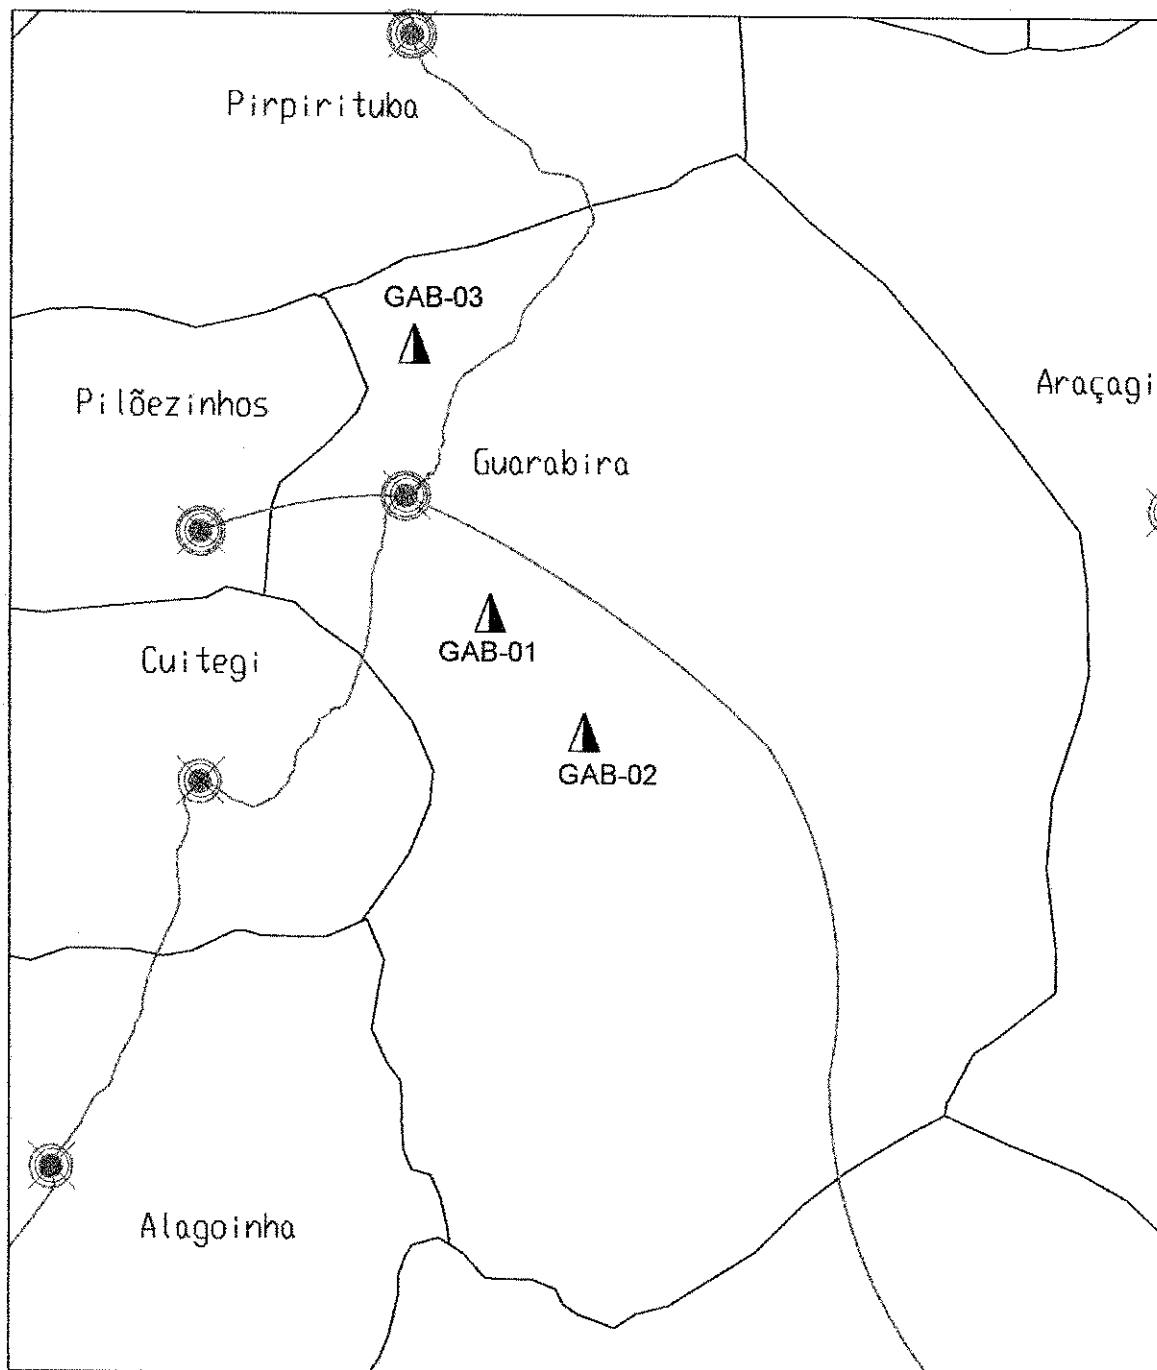 Pirpirituba
GAB-03
Pilõezinhos
Araçagi
Guarabira
GAB-01
Cuitegi
GAB-02
Alagoinha